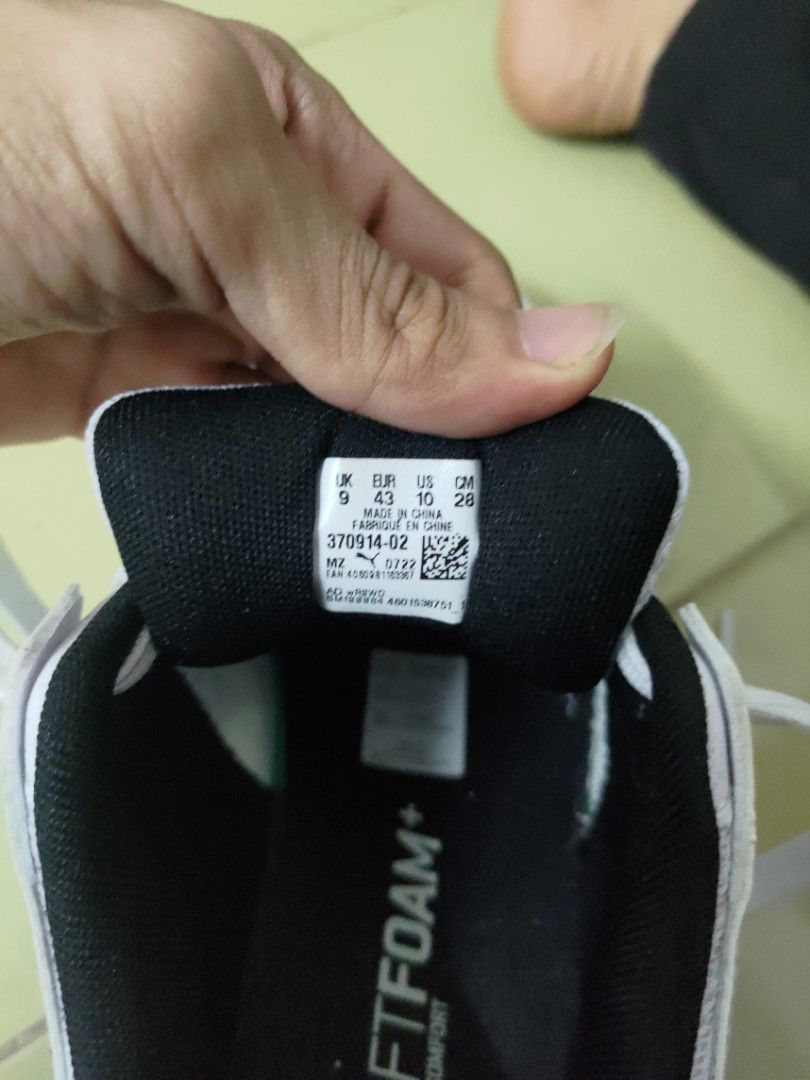 UK EUR US CM
9 43 10 28
MADE IN CHINA
FABRIQUÉ EN CHINE
370914-02
MZ 0722
EAN
FTFOAM+
COMFORT